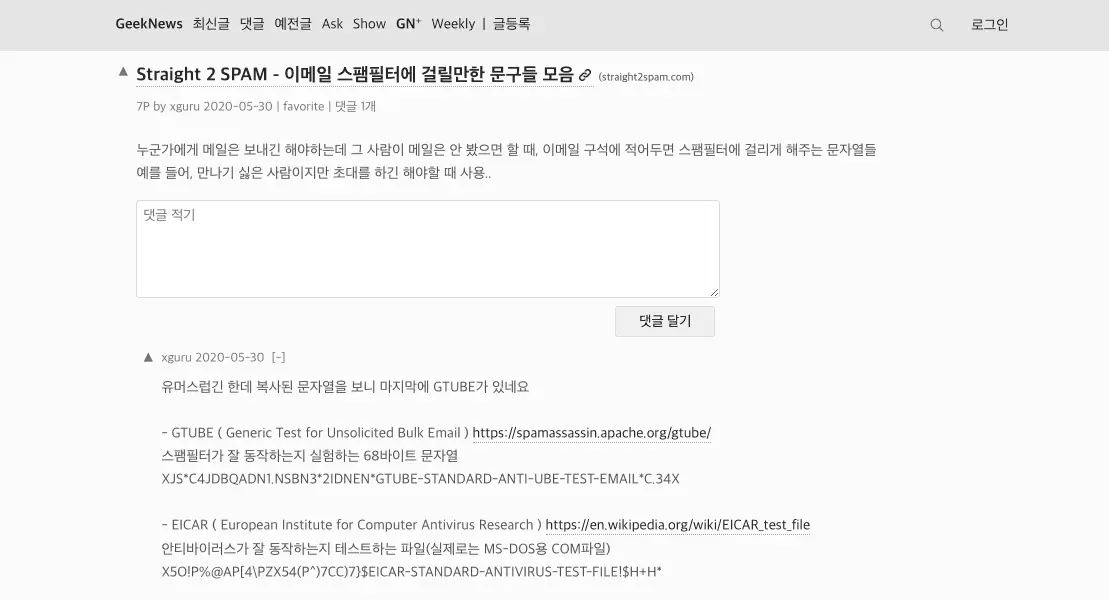 GeekNews 최신글 댓글 예전글 Ask Show GN⁺ Weekly | 글등록 로그인
▲ Straight 2 SPAM - 이메일 스팸필터에 걸릴만한 문구들 모음 (straight2spam.com)
7P by xguru 2020-05-30 | favorite | 댓글 1개
누군가에게 메일은 보내긴 해야하는데 그 사람이 메일은 안 봤으면 할 때, 이메일 구석에 적어두면 스팸필터에 걸리게 해주는 문자열들
예를 들어, 만나기 싫은 사람이지만 초대를 하긴 해야할 때 사용..
댓글 적기
댓글 달기
▲ xguru 2020-05-30 [-]
유머스럽긴 한데 복사된 문자열을 보니 마지막에 GTUBE가 있네요
- GTUBE ( Generic Test for Unsolicited Bulk Email ) https://spamassassin.apache.org/gtube/
스팸필터가 잘 동작하는지 실험하는 68바이트 문자열
XJS*C4JDBQADN1.NSBN3*2IDNEN*GTUBE-STANDARD-ANTI-UBE-TEST-EMAIL*C.34X
- EICAR ( European Institute for Computer Antivirus Research ) https://en.wikipedia.org/wiki/EICAR_test_file
안티바이러스가 잘 동작하는지 테스트하는 파일(실제로는 MS-DOS용 COM파일)
X5O!P%@AP[4\PZX54(P^)7CC)7}$EICAR-STANDARD-ANTIVIRUS-TEST-FILE!$H+H*